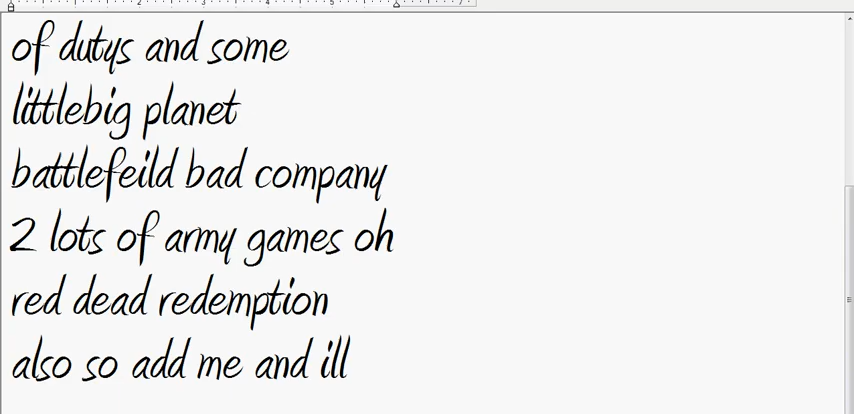 of dutys and some
littlebig planet
battlefeild bad company
2 lots of army games oh
red dead redemption
also so add me and ill